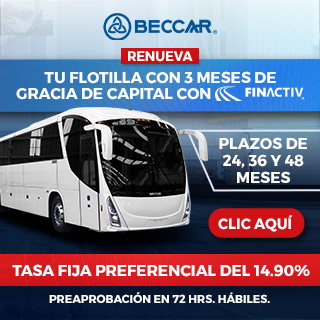 BECCAR®
RENUEVA
TU FLOTILLA CON 3 MESES DE
GRACIA DE CAPITAL CON FINACTIV
PLAZOS DE
24, 36 Y 48
MESES
BECCAR
CLIC AQUÍ
TASA FIJA PREFERENCIAL DEL 14.90%
PREAPROBACIÓN EN 72 HRS. HÁBILES.